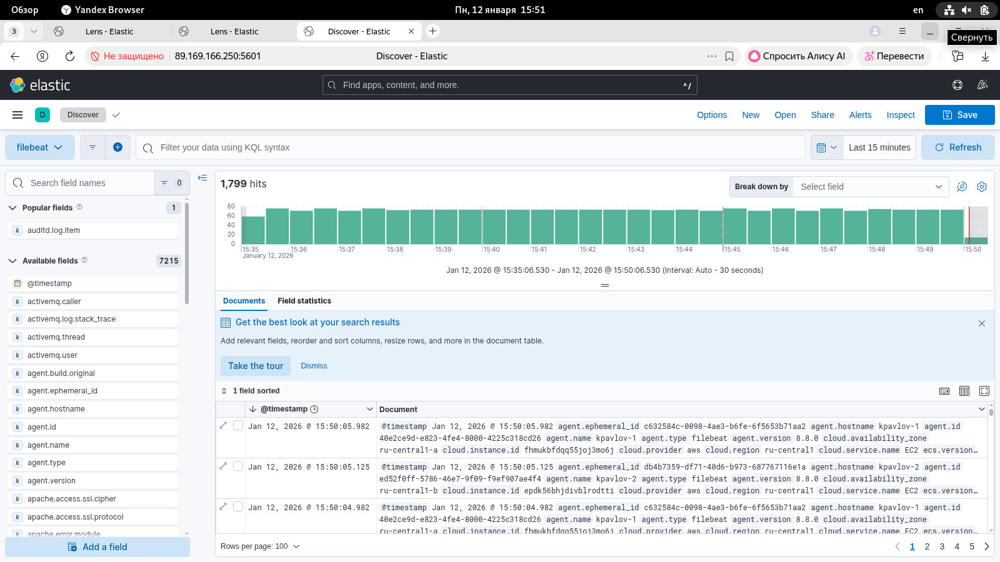 Обзор
Yandex Browser
Пн, 12 января 15:51
en
3
Lens - Elastic
Lens - Elastic
Discover - Elastic
Свернуть
Не защищено
89.169.166.250:5601
Discover - Elastic
Спросить Алису AI
Перевести
elastic
Find apps, content, and more.
^/
D
Discover
Options
New
Open
Share
Alerts
Inspect
Save
filebeat
Filter your data using KQL syntax
Last 15 minutes
Refresh
Search field names
0
Popular fields
1
auditd.log.item
Available fields
7215
@timestamp
activemq.caller
activemq.log.stack_trace
activemq.thread
activemq.user
agent.build.original
agent.ephemeral_id
agent.hostname
agent.id
agent.name
agent.type
agent.version
apache.access.ssl.cipher
apache.access.ssl.protocol
apache.error.module
Add a field
1,799 hits
Break down by
Select field
80
60
40
20
0
15:35
15:36
15:37
15:38
15:39
15:40
15:41
15:42
15:43
15:44
15:45
15:46
15:47
15:48
15:49
15:50
January 12, 2026
Jan 12, 2026 @ 15:35:06.530 - Jan 12, 2026 @ 15:50:06.530 (interval: Auto - 30 seconds)
Documents
Field statistics
Get the best look at your search results
Add relevant fields, reorder and sort columns, resize rows, and more in the document table.
Take the tour
Dismiss
1 field sorted
@timestamp
Document
Jan 12, 2026 @ 15:50:05.982
@timestamp Jan 12, 2026 @ 15:50:05.982 agent.ephemeral_id c632584c-0098-4ae3-b6fe-6f5653b71aa2 agent.hostname kpavlov-1 agent.id
40e2ce9d-e823-4fe4-8000-4225c318cd26 agent.name kpavlov-1 agent.type filebeat agent.version 8.8.0 cloud.availability_zone
ru-central1-a cloud.instance.id fhmukbfdqq55joj3mo6j cloud.provider aws cloud.region ru-central1 cloud.service.name EC2 ecs.version…
Jan 12, 2026 @ 15:50:05.125
@timestamp Jan 12, 2026 @ 15:50:05.125 agent.ephemeral_id db4b7359-df71-40d6-b973-687767116e1a agent.hostname kpavlov-2 agent.id
ed52f0ff-5786-46e7-9f09-f9ef907ae4f4 agent.name kpavlov-2 agent.type filebeat agent.version 8.8.0 cloud.availability_zone
ru-central1-b cloud.instance.id epdk56bhjdivblrodtti cloud.provider aws cloud.region ru-central1 cloud.service.name EC2 ecs.version…
Jan 12, 2026 @ 15:50:04.982
@timestamp Jan 12, 2026 @ 15:50:04.982 agent.ephemeral_id c632584c-0098-4ae3-b6fe-6f5653b71aa2 agent.hostname kpavlov-1 agent.id
40e2ce9d-e823-4fe4-8000-4225c318cd26 agent.name kpavlov-1 agent.type filebeat agent.version 8.8.0 cloud.availability_zone
ru-central1-a cloud.instance.id fhmukbfdqq55joj3mo6j cloud.provider aws cloud.region ru-central1 cloud.service.name EC2 ecs.version…
Rows per page: 100
1 2 3 4 5